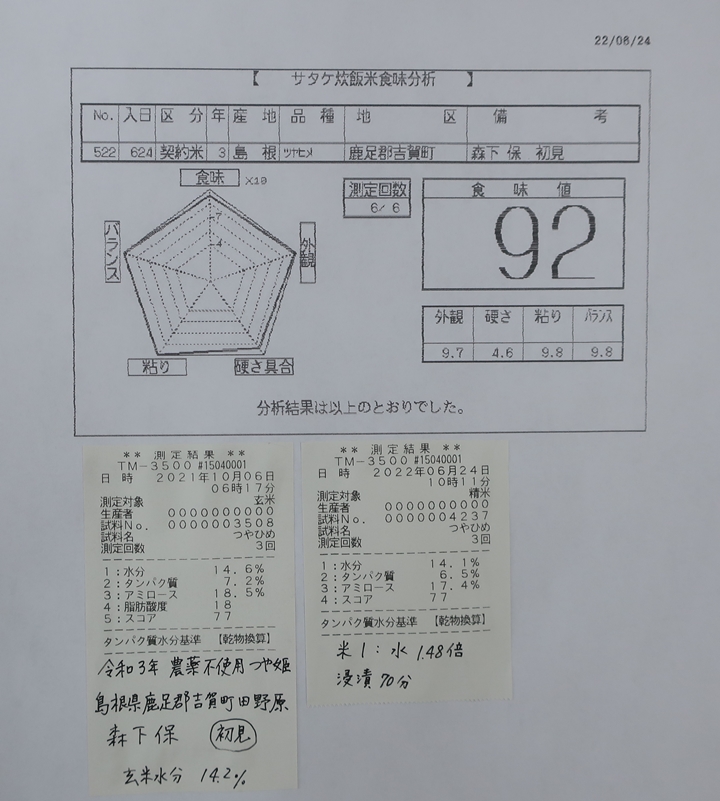 22/06/24
【 サタケ炊飯米食味分析 】
No. 入日 区分 年 産地 品種 地区 備考
522 624 契約米 3 島根 ツヤヒメ 鹿足郡吉賀町 森下 保 初見
食味 ×10
バランス
外観
粘り
硬さ具合
7
4
測定回数
6/ 6
食味値
92
外観 硬さ 粘り バランス
9.7 4.6 9.8 9.8
分析結果は以上のとおりでした。
** 測定結果 **
TM-3500 #15040001
日 時 2021年10月06日
06時17分
測定対象 玄米
生産者 0000000000
試料No. 0000003508
試料名 つやひめ
測定回数 3回
1:水分 14.6%
2:タンパク質 7.2%
3:アミロース 18.5%
4:脂肪酸度 18
5:スコア 77
タンパク質水分基準 【乾物換算】
令和3年 農薬不使用つや姫
島根県鹿足郡吉賀町田野原
森下保 初見
玄米水分 14.2%
** 測定結果 **
TM-3500 #15040001
日 時 2022年06月24日
10時11分
測定対象 精米
生産者 0000000000
試料No. 0000004237
試料名 つやひめ
測定回数 3回
1:水分 14.1%
2:タンパク質 6.5%
3:アミロース 17.4%
4:スコア 77
タンパク質水分基準 【乾物換算】
米1:水 1.48倍
浸漬 70分